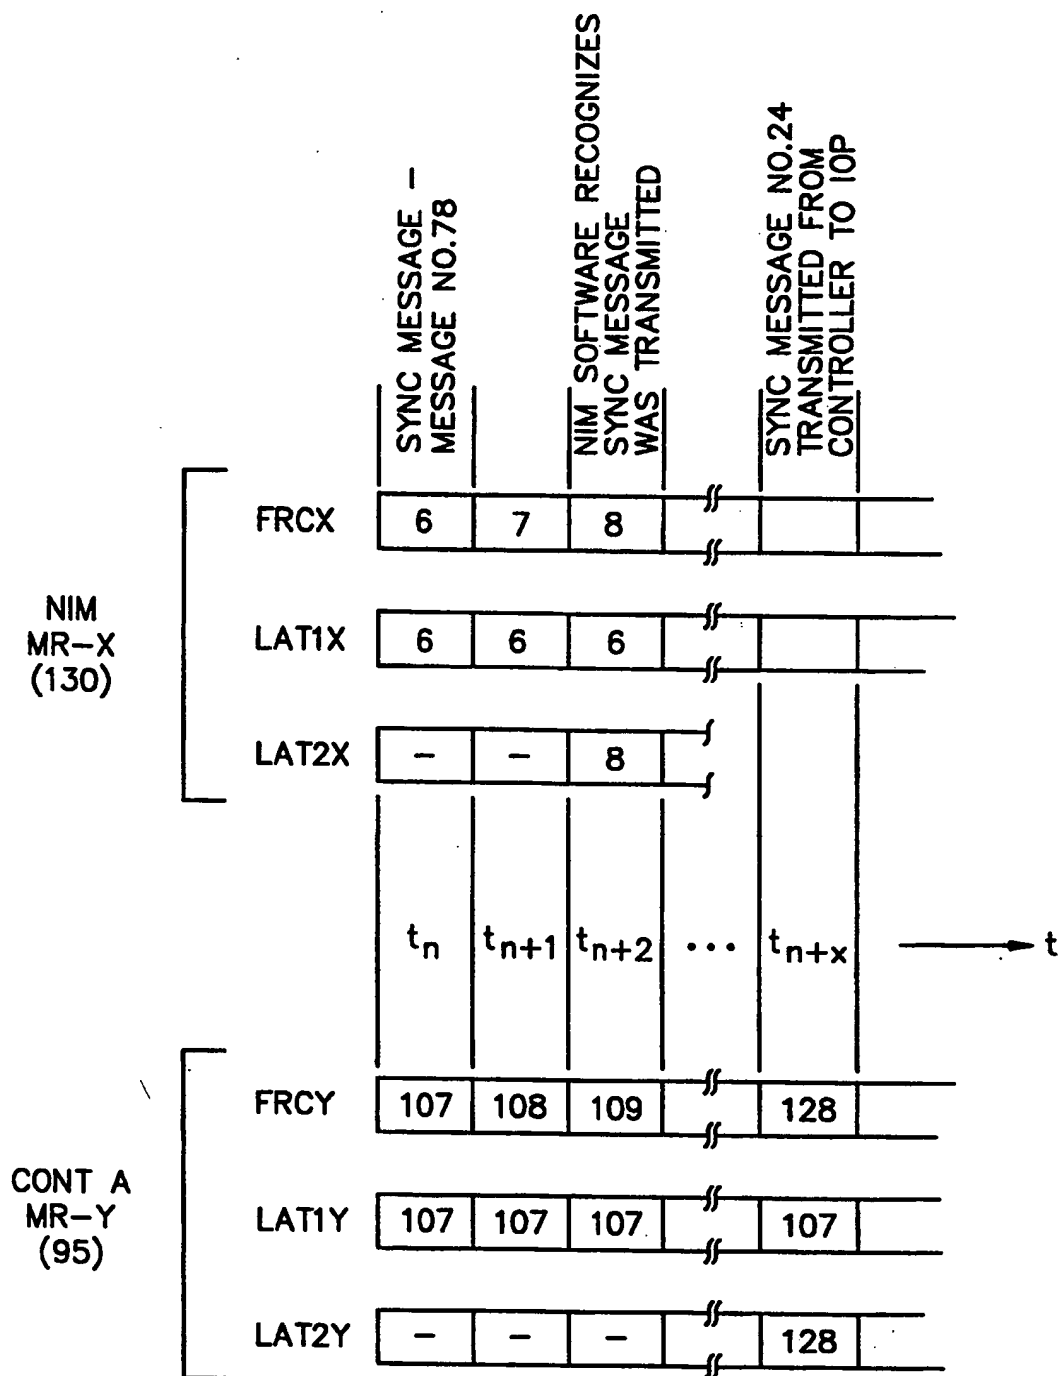 SYNC MESSAGE –
MESSAGE NO.78
NIM SOFTWARE RECOGNIZES
SYNC MESSAGE
WAS TRANSMITTED
SYNC MESSAGE NO.24
TRANSMITTED FROM
CONTROLLER TO IOP
NIM
MR–X
(130)
FRCX 6 7 8
LAT1X 6 6 6
LAT2X – – 8
tn tn+1 tn+2 ... tn+x t
CONT A
MR–Y
(95)
FRCY 107 108 109 128
LAT1Y 107 107 107 107
LAT2Y – – – 128